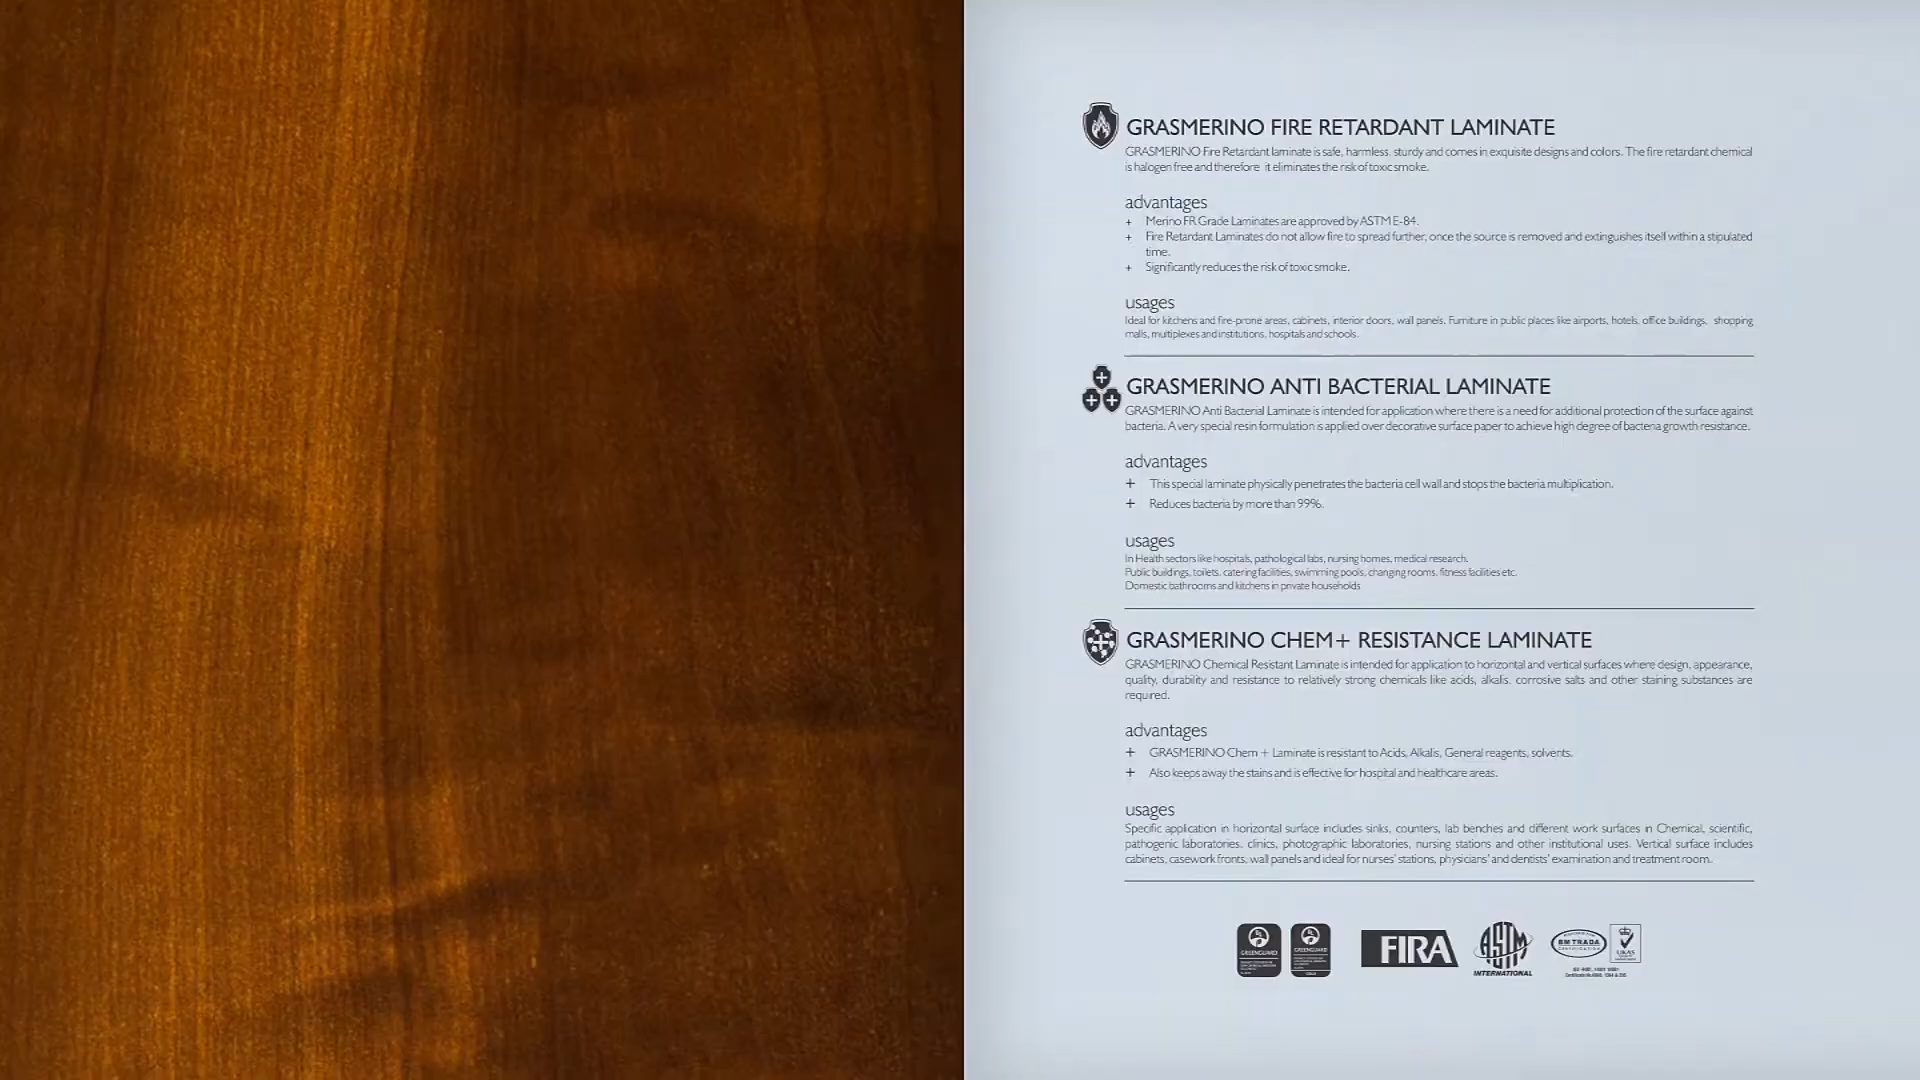 GRASMERINO FIRE RETARDANT LAMINATE
GRASMERINO Fire Retardant laminate is safe, harmless, sturdy and comes in exquisite designs and colors. The fire retardant chemical
is halogen free and therefore it eliminates the risk of toxic smoke.
advantages
+ Merino FR Grade Laminates are approved by ASTM E-84.
+ Fire Retardant Laminates do not allow fire to spread further, once the source is removed and extinguishes itself within a stipulated
time.
+ Significantly reduces the risk of toxic smoke.
usages
Ideal for kitchens and fire-prone areas, cabinets, interior doors, wall panels. Furniture in public places like airports, hotels, office buildings, shopping
malls, multiplexes and institutions, hospitals and schools.
GRASMERINO ANTI BACTERIAL LAMINATE
GRASMERINO Anti Bacterial Laminate is intended for application where there is a need for additional protection of the surface against
bacteria. A very special resin formulation is applied over decorative surface paper to achieve high degree of bacteria growth resistance.
advantages
+ This special laminate physically penetrates the bacteria cell wall and stops the bacteria multiplication.
+ Reduces bacteria by more than 99%.
usages
In Health sectors like hospitals, pathological labs, nursing homes, medical research.
Public buildings, toilets, catering facilities, swimming pools, changing rooms, fitness facilities etc.
Domestic bathrooms and kitchens in private households
GRASMERINO CHEM+ RESISTANCE LAMINATE
GRASMERINO Chemical Resistant Laminate is intended for application to horizontal and vertical surfaces where design, appearance,
quality, durability and resistance to relatively strong chemicals like acids, alkalis, corrosive salts and other staining substances are
required.
advantages
+ GRASMERINO Chem + Laminate is resistant to Acids, Alkalis, General reagents, solvents.
+ Also keeps away the stains and is effective for hospital and healthcare areas.
usages
Specific application in horizontal surface includes sinks, counters, lab benches and different work surfaces in Chemical, scientific,
pathogenic laboratories, clinics, photographic laboratories, nursing stations and other institutional uses. Vertical surface includes
cabinets, casework fronts, wall panels and ideal for nurses' stations, physicians' and dentists' examination and treatment room.
GREENGUARD
GREENGUARD
FIRA
ASTM
INTERNATIONAL
BM TRADA
CERTIFICATION
UKAS